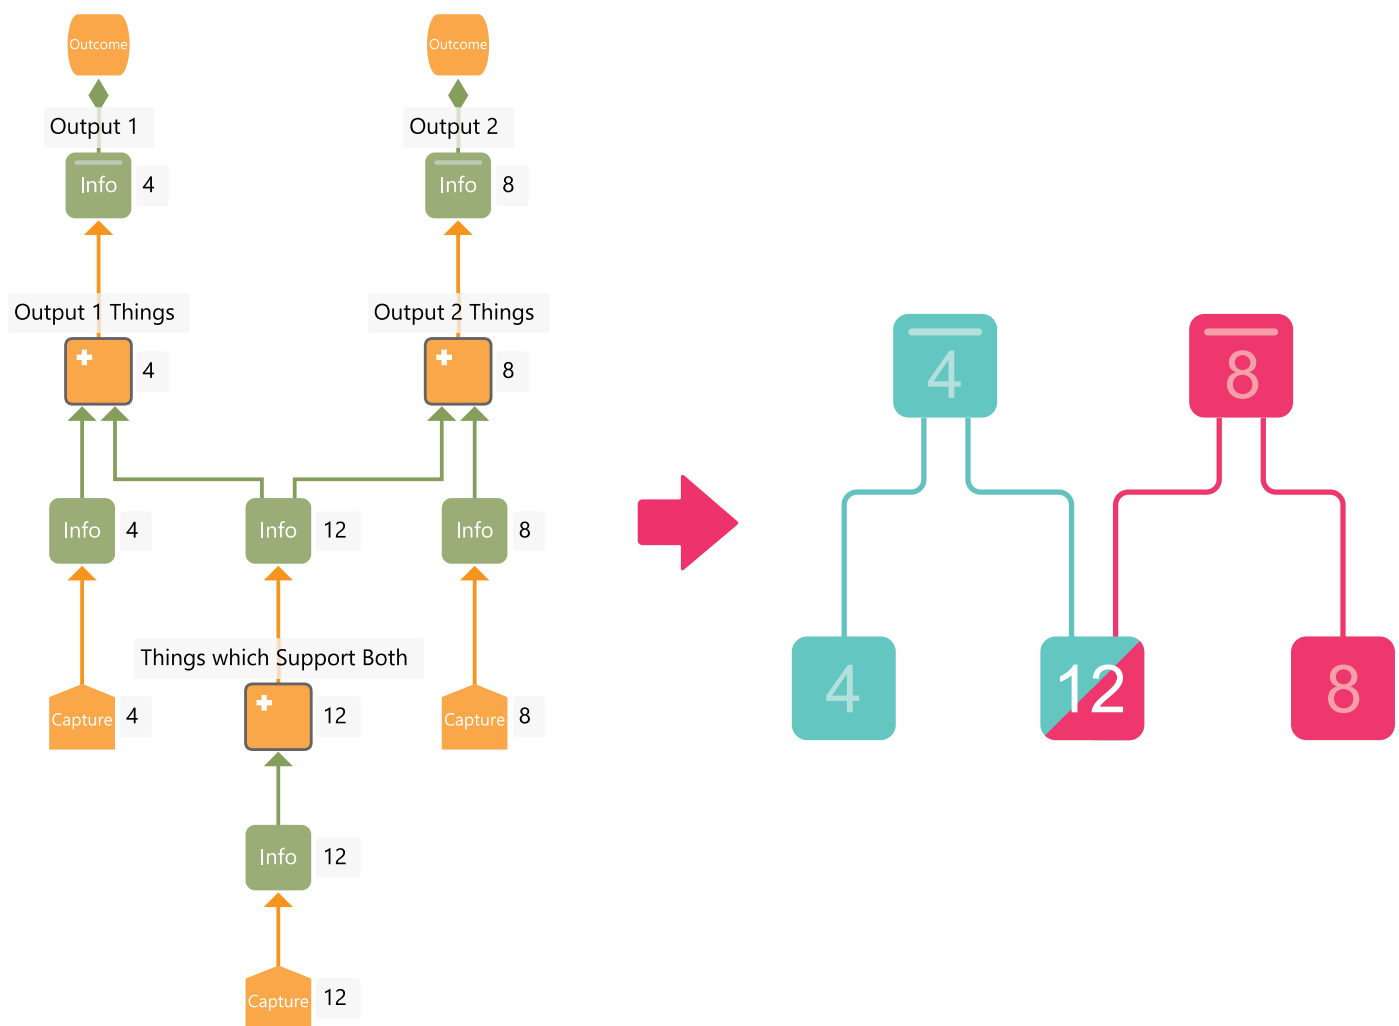 Outcome
Outcome
Output 1
Output 2
Info
4
Info
8
Output 1 Things
Output 2 Things
4
8
4
8
Info
4
Info
12
Info
8
Things which Support Both
Capture
4
12
Capture
8
4
12
8
Info
12
Capture
12